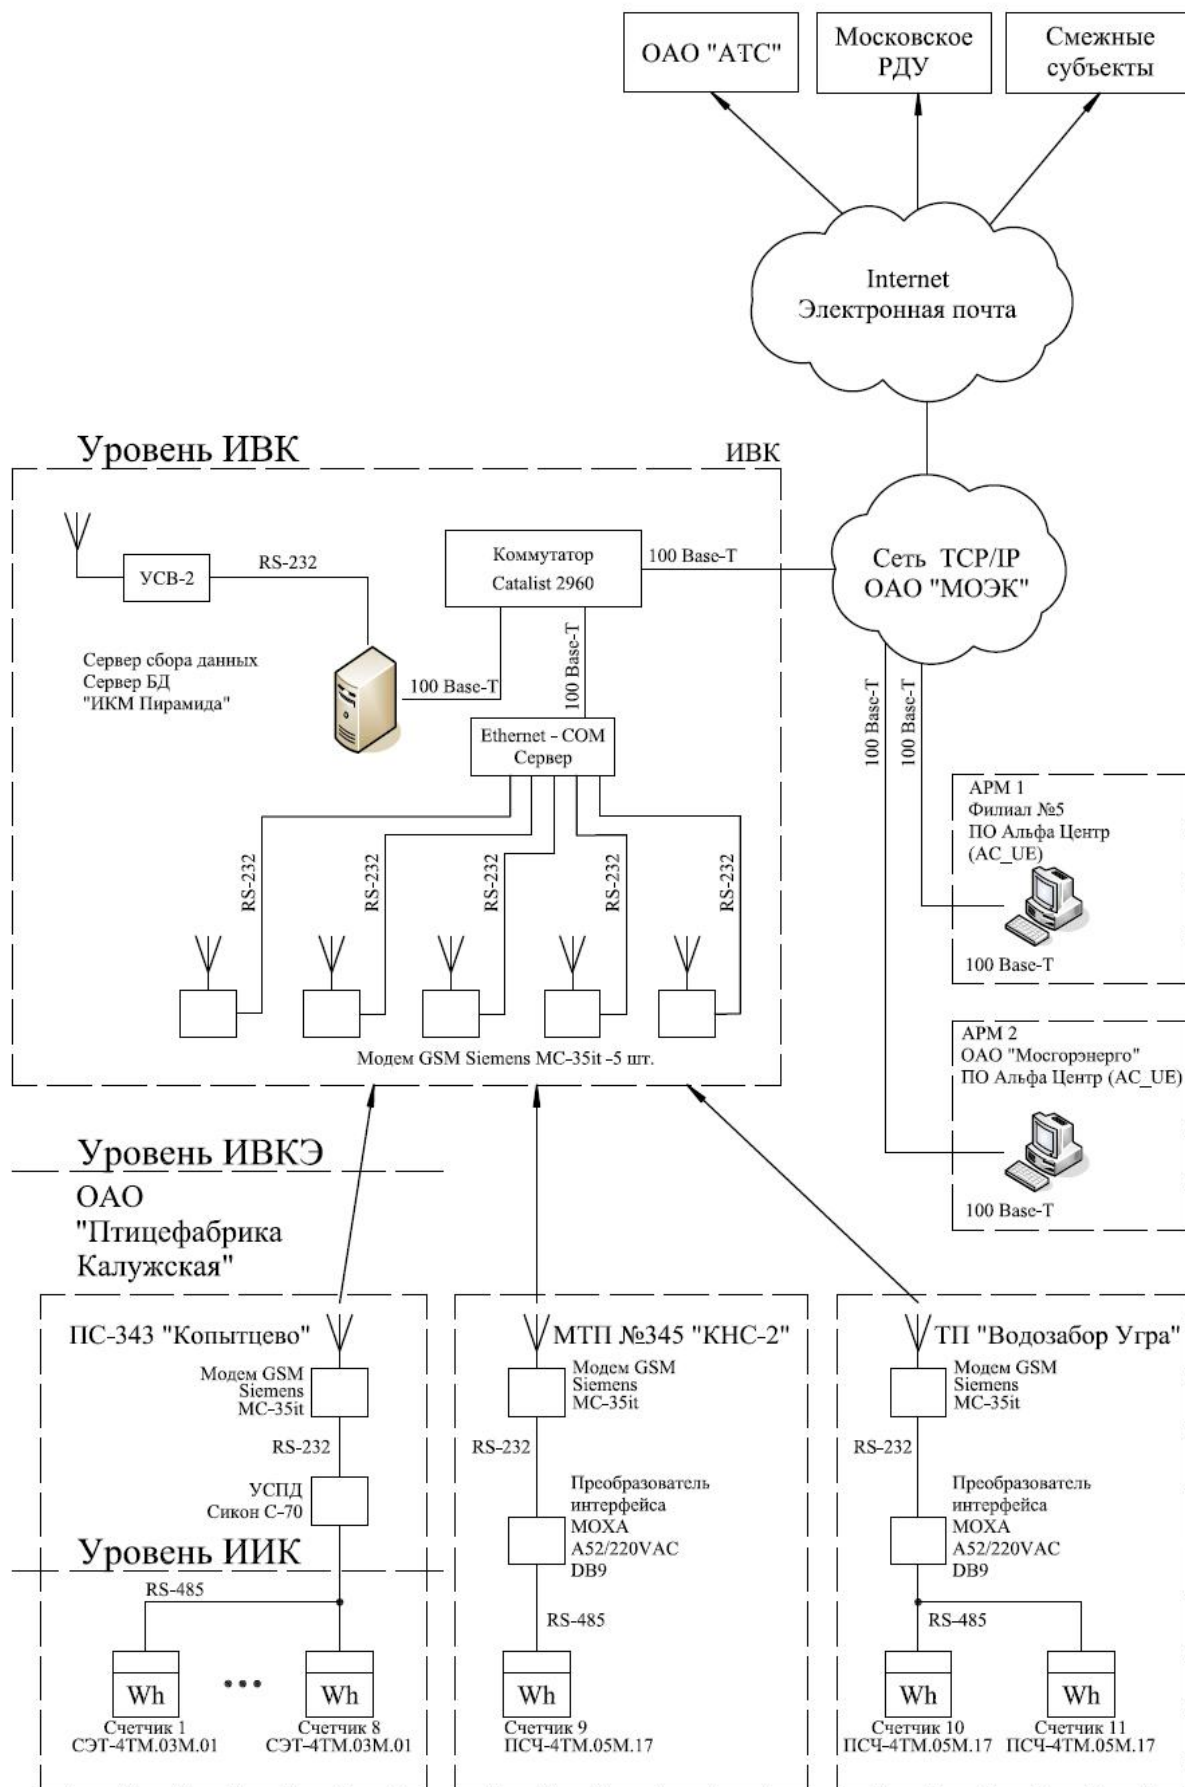 ОАО "АТС"
Московское
РДУ
Смежные
субъекты
Internet
Электронная почта
Уровень ИВК
ИВК
УСВ-2
RS-232
Коммутатор
Catalist 2960
100 Base-T
Сеть TCP/IP
ОАО "МОЭК"
Сервер сбора данных
Сервер БД
"ИКМ Пирамида"
100 Base-T
100 Base-T
Ethernet - COM
Сервер
100 Base-T
100 Base-T
RS-232
RS-232
RS-232
RS-232
RS-232
Модем GSM Siemens MC-35it -5 шт.
АРМ 1
Филиал №5
ПО Альфа Центр
(AC_UE)
100 Base-T
АРМ 2
ОАО "Мосгорэнерго"
ПО Альфа Центр (AC_UE)
100 Base-T
Уровень ИВКЭ
ОАО
"Птицефабрика
Калужская"
ПС-343 "Копытцево"
Модем GSM
Siemens
MC-35it
RS-232
УСПД
Сикон С-70
Уровень ИИК
RS-485
Wh
Wh
Счетчик 1
СЭТ-4ТМ.03М.01
Счетчик 8
СЭТ-4ТМ.03М.01
МТП №345 "КНС-2"
Модем GSM
Siemens
MC-35it
RS-232
Преобразователь
интерфейса
MOXA
A52/220VAC
DB9
RS-485
Wh
Счетчик 9
ПСЧ-4ТМ.05М.17
ТП "Водозабор Угра"
Модем GSM
Siemens
MC-35it
RS-232
Преобразователь
интерфейса
MOXA
A52/220VAC
DB9
RS-485
Wh
Wh
Счетчик 10
ПСЧ-4ТМ.05М.17
Счетчик 11
ПСЧ-4ТМ.05М.17